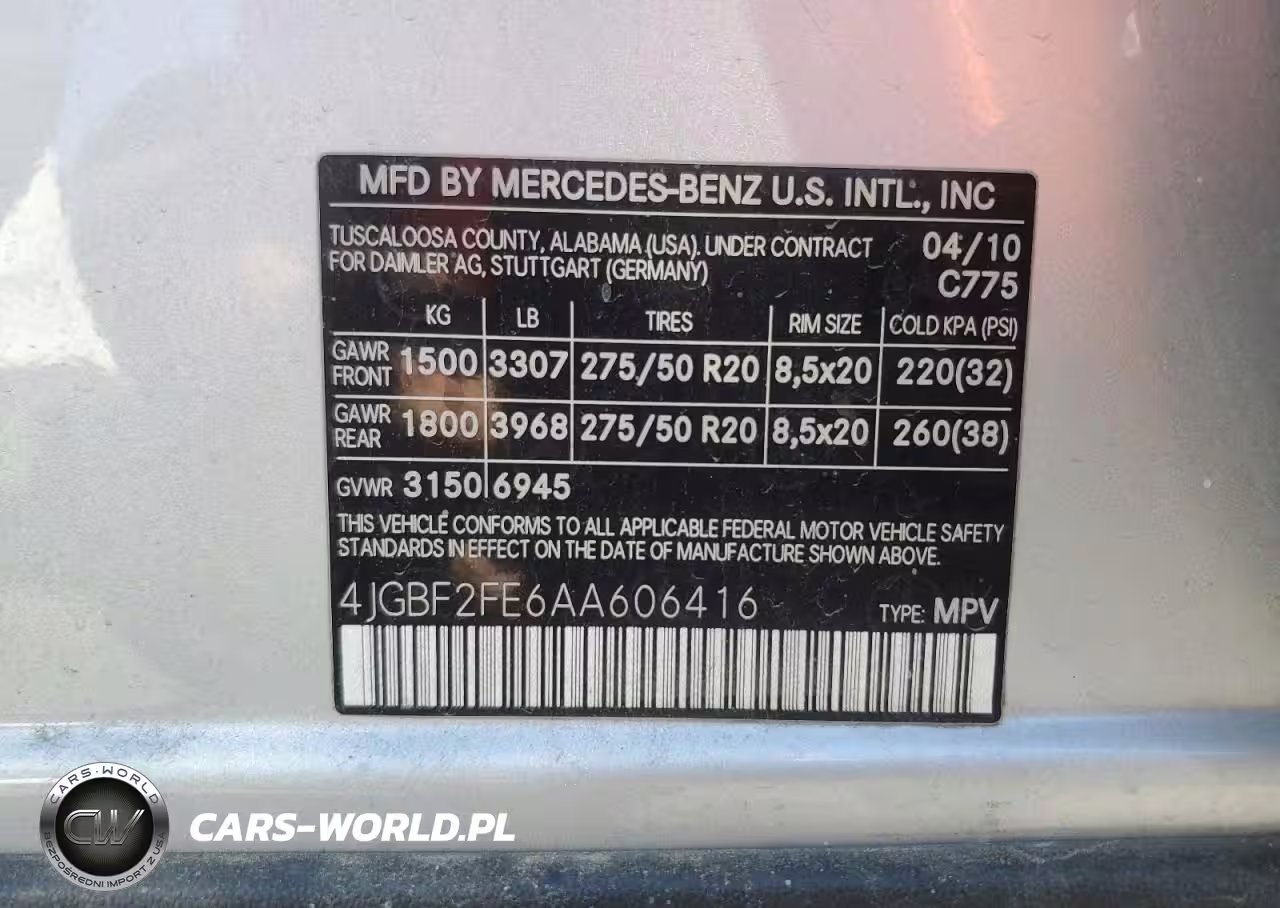 MFD BY MERCEDES-BENZ U.S. INTL., INC
TUSCALOOSA COUNTY, ALABAMA (USA). UNDER CONTRACT
FOR DAIMLER AG, STUTTGART (GERMANY)
04/10
C775
KG LB TIRES RIM SIZE COLD KPA (PSI)
GAWR FRONT 1500 3307 275/50 R20 8,5x20 220(32)
GAWR REAR 1800 3968 275/50 R20 8,5x20 260(38)
GVWR 3150 6945
THIS VEHICLE CONFORMS TO ALL APPLICABLE FEDERAL MOTOR VEHICLE SAFETY
STANDARDS IN EFFECT ON THE DATE OF MANUFACTURE SHOWN ABOVE.
4JGBF2FE6AA606416 TYPE: MPV
CARS-WORLD
CW
BEZPOŚREDNI IMPORT Z USA
CARS-WORLD.PL